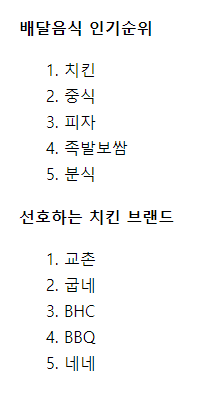 배달음식 인기순위
1. 치킨
2. 중식
3. 피자
4. 족발보쌈
5. 분식
선호하는 치킨 브랜드
1. 교촌
2. 굽네
3. BHC
4. BBQ
5. 네네